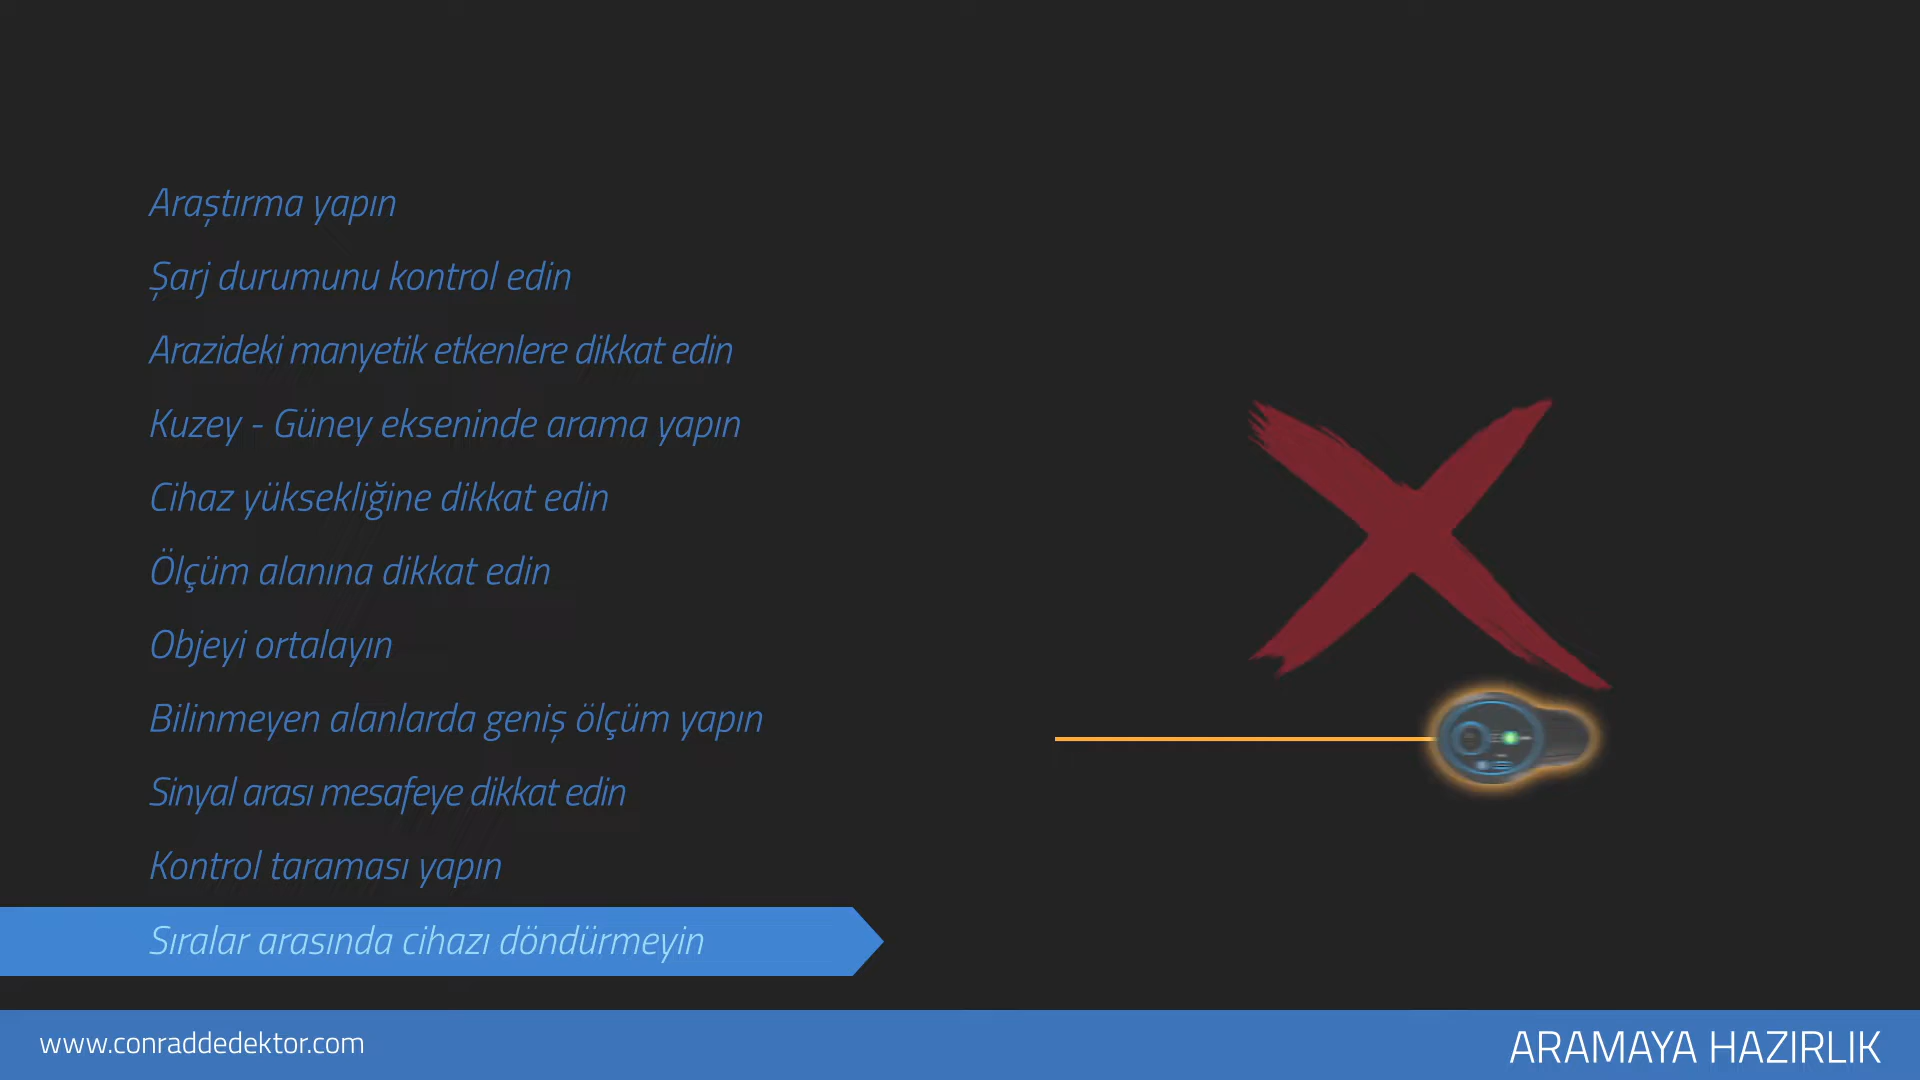 Araştırma yapın
Şarj durumunu kontrol edin
Arazideki manyetik etkenlere dikkat edin
Kuzey - Güney ekseninde arama yapın
Cihaz yüksekliğine dikkat edin
Ölçüm alanına dikkat edin
Objeyi ortalayın
Bilinmeyen alanlarda geniş ölçüm yapın
Sinyal arası mesafeye dikkat edin
Kontrol taraması yapın
Sıralar arasında cihazı döndürmeyin
www.conraddedektor.com
ARAMAYA HAZIRLIK